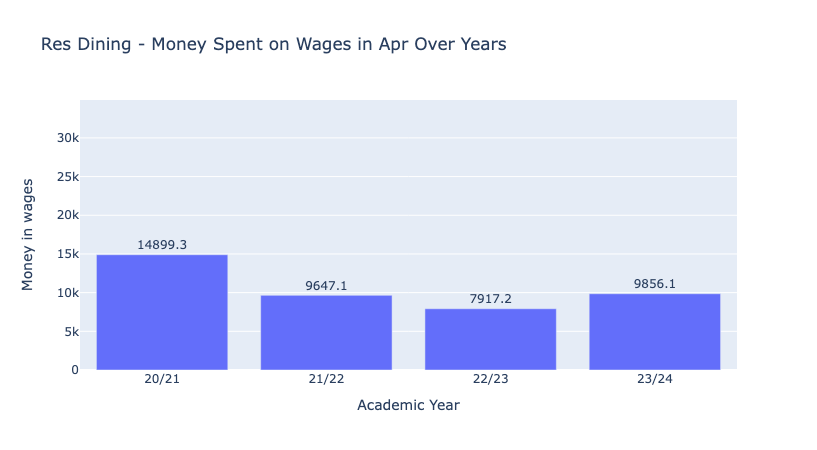 Res Dining - Money Spent on Wages in Apr Over Years
Money in wages
30k
25k
20k
15k
10k
5k
0
14899.3
9647.1
7917.2
9856.1
20/21
21/22
22/23
23/24
Academic Year